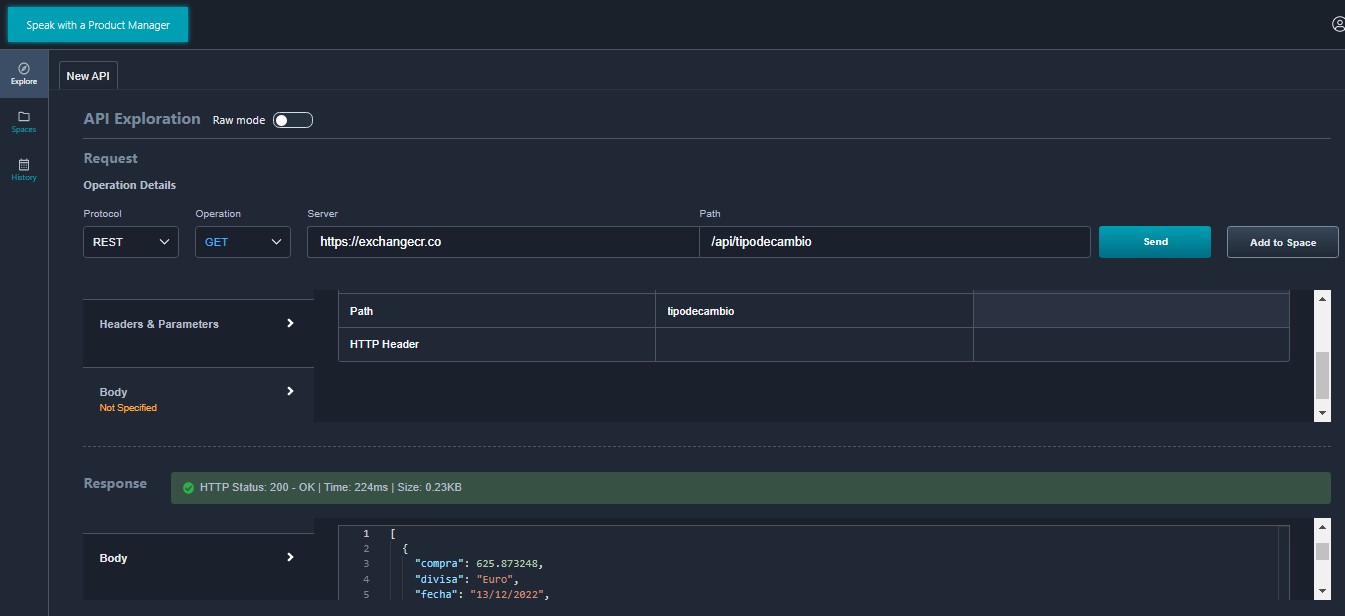 Speak with a Product Manager
Explore
New API
Spaces
History
API Exploration Raw mode
Request
Operation Details
Protocol Operation Server Path
REST GET https://exchangecr.co /api/tipodecambio Send Add to Space
Headers & Parameters
Path tipodecambio
HTTP Header
Body
Not Specified
Response HTTP Status: 200 - OK | Time: 224ms | Size: 0.23KB
Body
1 [
2 {
3 "compra": 625.873248,
4 "divisa": "Euro",
5 "fecha": "13/12/2022",